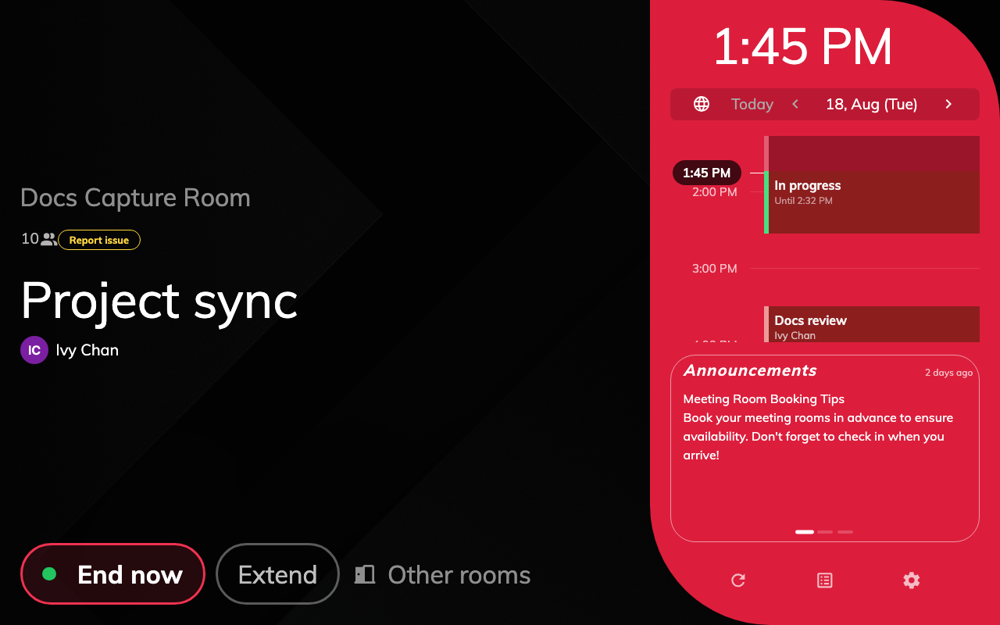 Docs Capture Room
10
Report issue
Project sync
IC
Ivy Chan
End now
Extend
Other rooms
1:45 PM
Today
18, Aug (Tue)
1:45 PM
2:00 PM
In progress
Until 2:32 PM
3:00 PM
Docs review
Ivy Chan
Announcements
2 days ago
Meeting Room Booking Tips
Book your meeting rooms in advance to ensure
availability. Don't forget to check in when you
arrive!